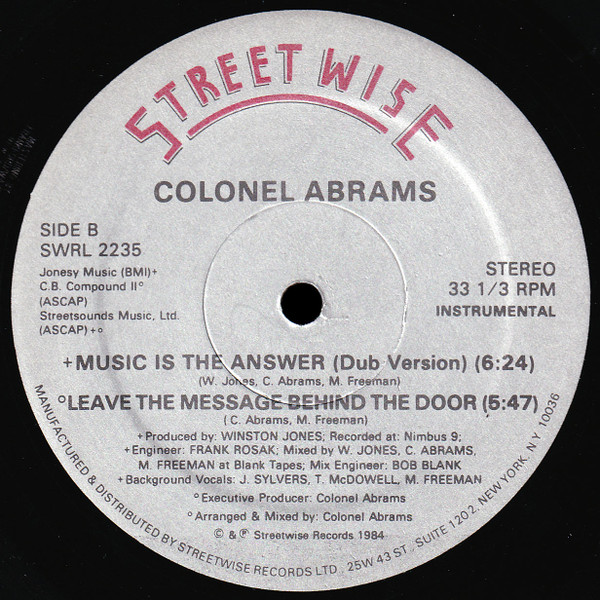 STREETWISE
COLONEL ABRAMS
SIDE B
SWRL 2235
Jonesy Music (BMI)+
C.B. Compound II°
(ASCAP)
Streetsounds Music, Ltd.
(ASCAP)+°
STEREO
33 1/3 RPM
INSTRUMENTAL
+MUSIC IS THE ANSWER (Dub Version) (6:24)
(W. Jones, C. Abrams, M. Freeman)
°LEAVE THE MESSAGE BEHIND THE DOOR (5:47)
( C. Abrams, M. Freeman)
+Produced by: WINSTON JONES; Recorded at: Nimbus 9;
+Engineer: FRANK ROSAK; Mixed by W. JONES, C. ABRAMS,
M. FREEMAN at Blank Tapes; Mix Engineer: BOB BLANK
+Background Vocals: J. SYLVERS, T. McDOWELL, M. FREEMAN
°Executive Producer: Colonel Abrams
°Arranged & Mixed by: Colonel Abrams
© & ℗ Streetwise Records 1984
MANUFACTURED & DISTRIBUTED BY STREETWISE RECORDS LTD., 25W 43 ST., SUITE 1202, NEW YORK, N.Y. 10036